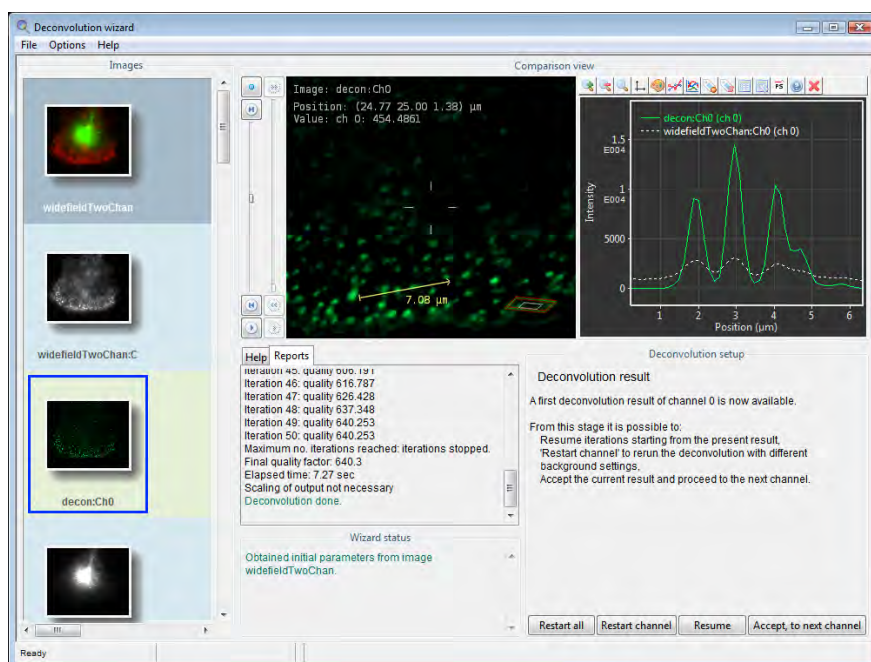 Deconvolution wizard
File Options Help
Images
widefieldTwoChan
widefieldTwoChan:C
decon:Ch0
Comparison view
Image: decon:Ch0
Position: (24.77 25.00 1.38) µm
Value: ch 0: 454.4861
7.08 µm
FS
decon:Ch0 (ch 0)
widefieldTwoChan:Ch0 (ch 0)
Intensity
1.5
E004
1
E004
5000
0
1 2 3 4 5 6
Position (µm)
Help Reports
Iteration 45: quality 606.191
Iteration 46: quality 616.787
Iteration 47: quality 626.428
Iteration 48: quality 637.348
Iteration 49: quality 640.253
Iteration 50: quality 640.253
Maximum no. iterations reached: iterations stopped.
Final quality factor: 640.3
Elapsed time: 7.27 sec
Scaling of output not necessary
Deconvolution done.
Wizard status
Obtained initial parameters from image
widefieldTwoChan.
Deconvolution setup
Deconvolution result
A first deconvolution result of channel 0 is now available.
From this stage it is possible to:
Resume iterations starting from the present result,
'Restart channel' to rerun the deconvolution with different
background settings,
Accept the current result and proceed to the next channel.
Restart all Restart channel Resume Accept, to next channel
Ready